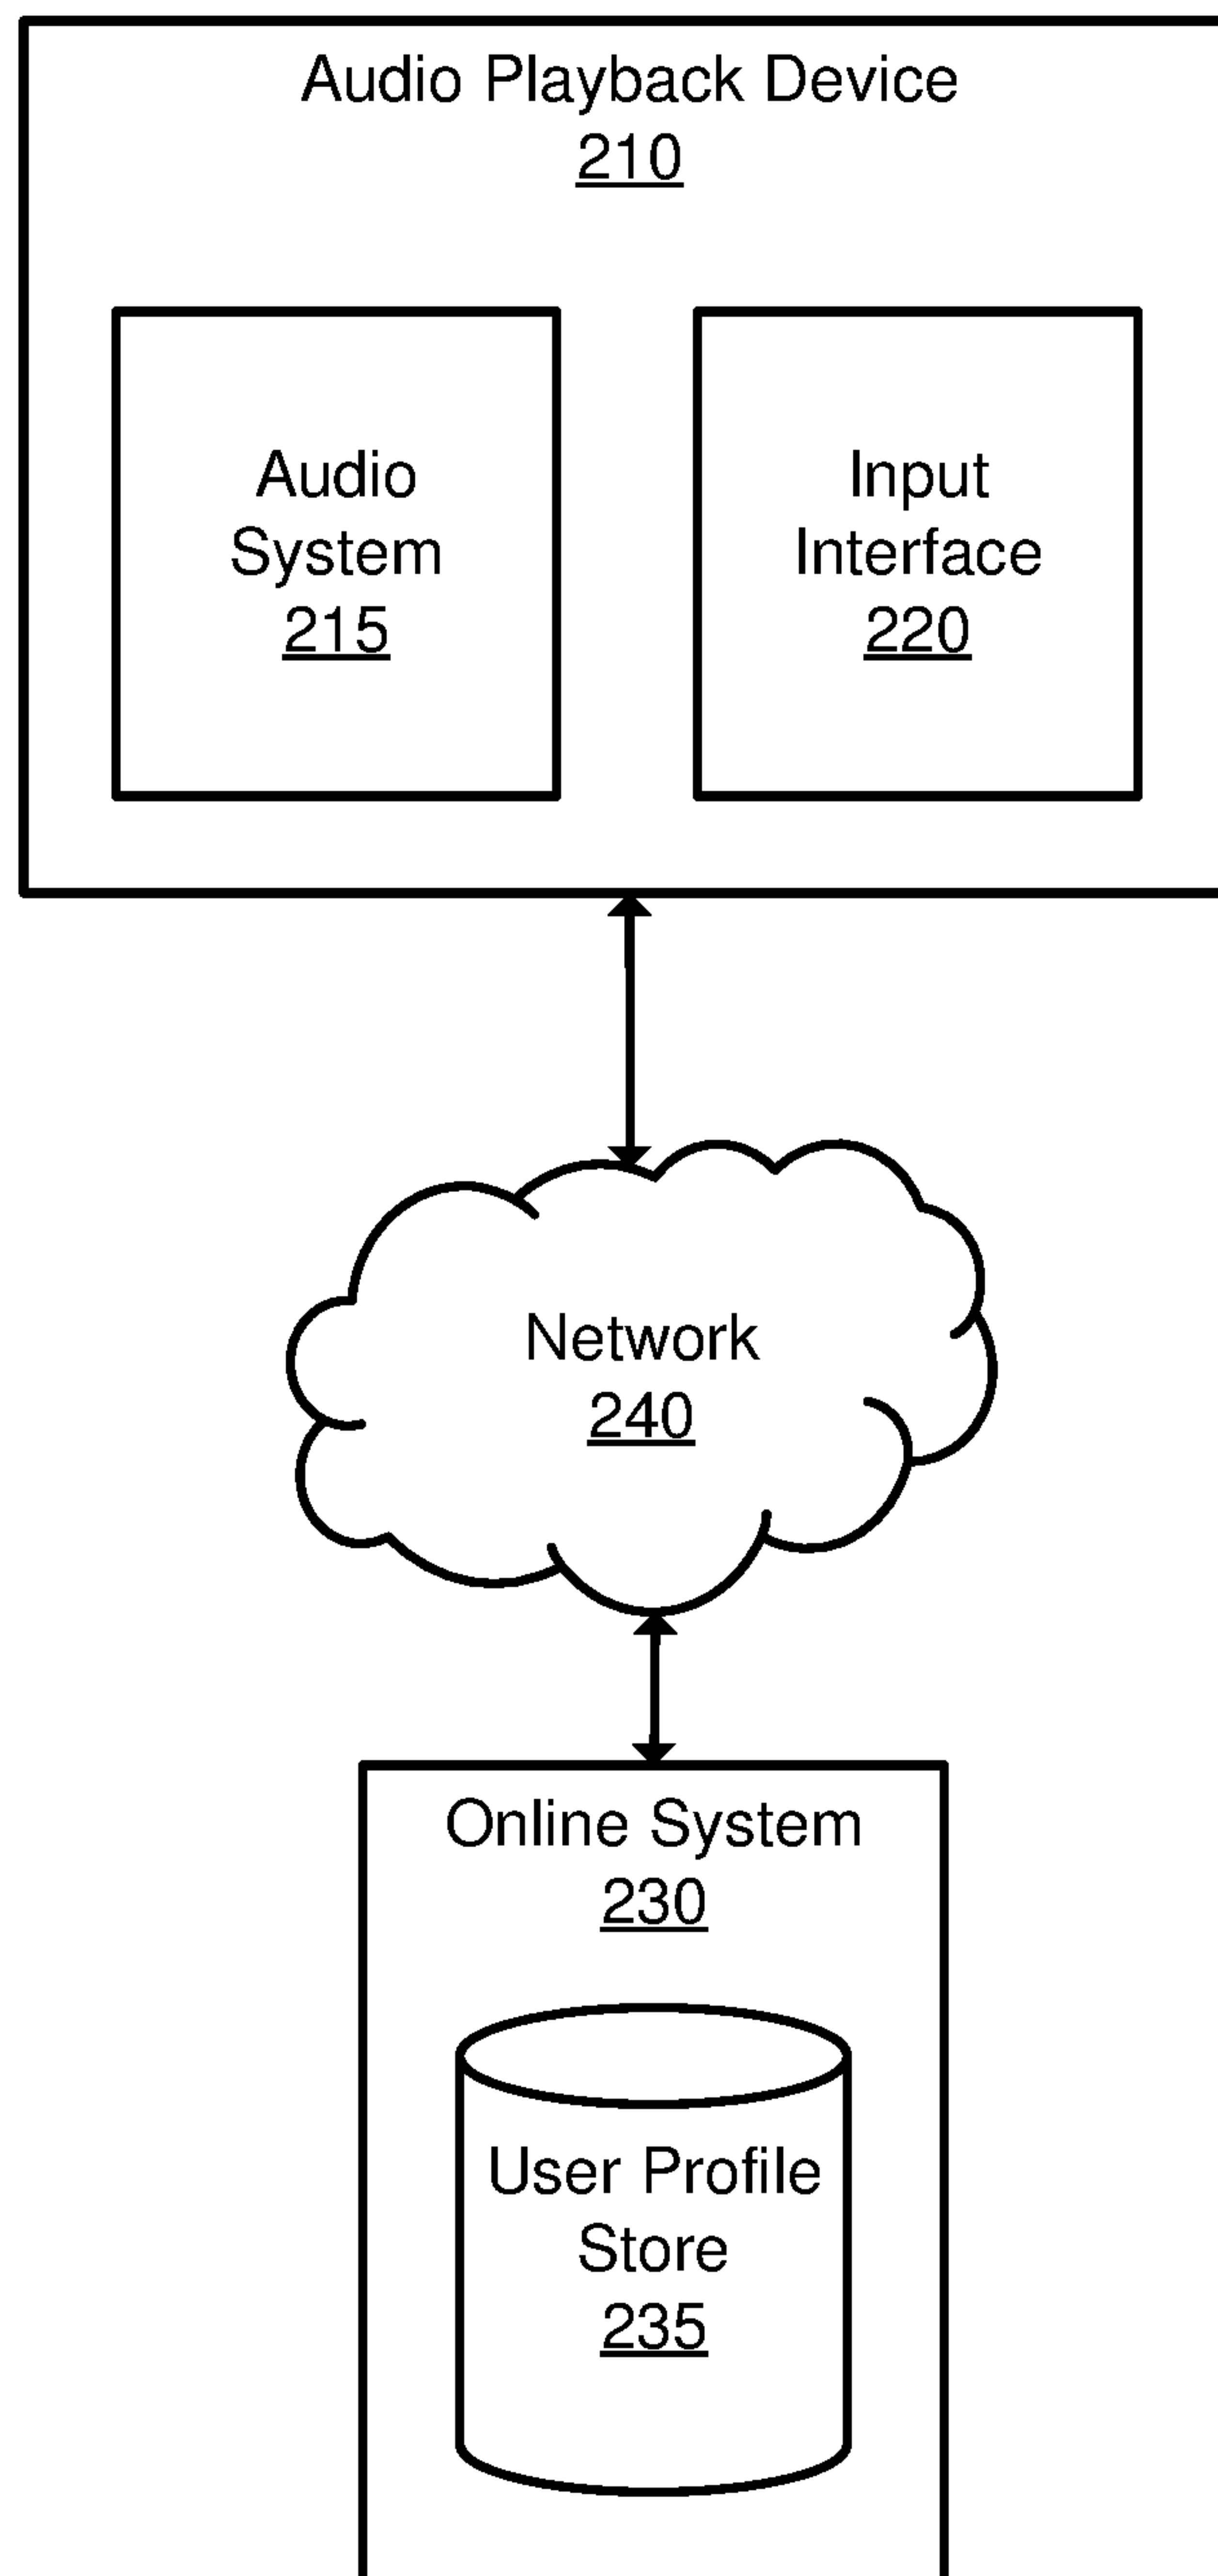 Audio Playback Device
210
Audio
System
215
Input
Interface
220
Network
240
Online System
230
User Profile
Store
235